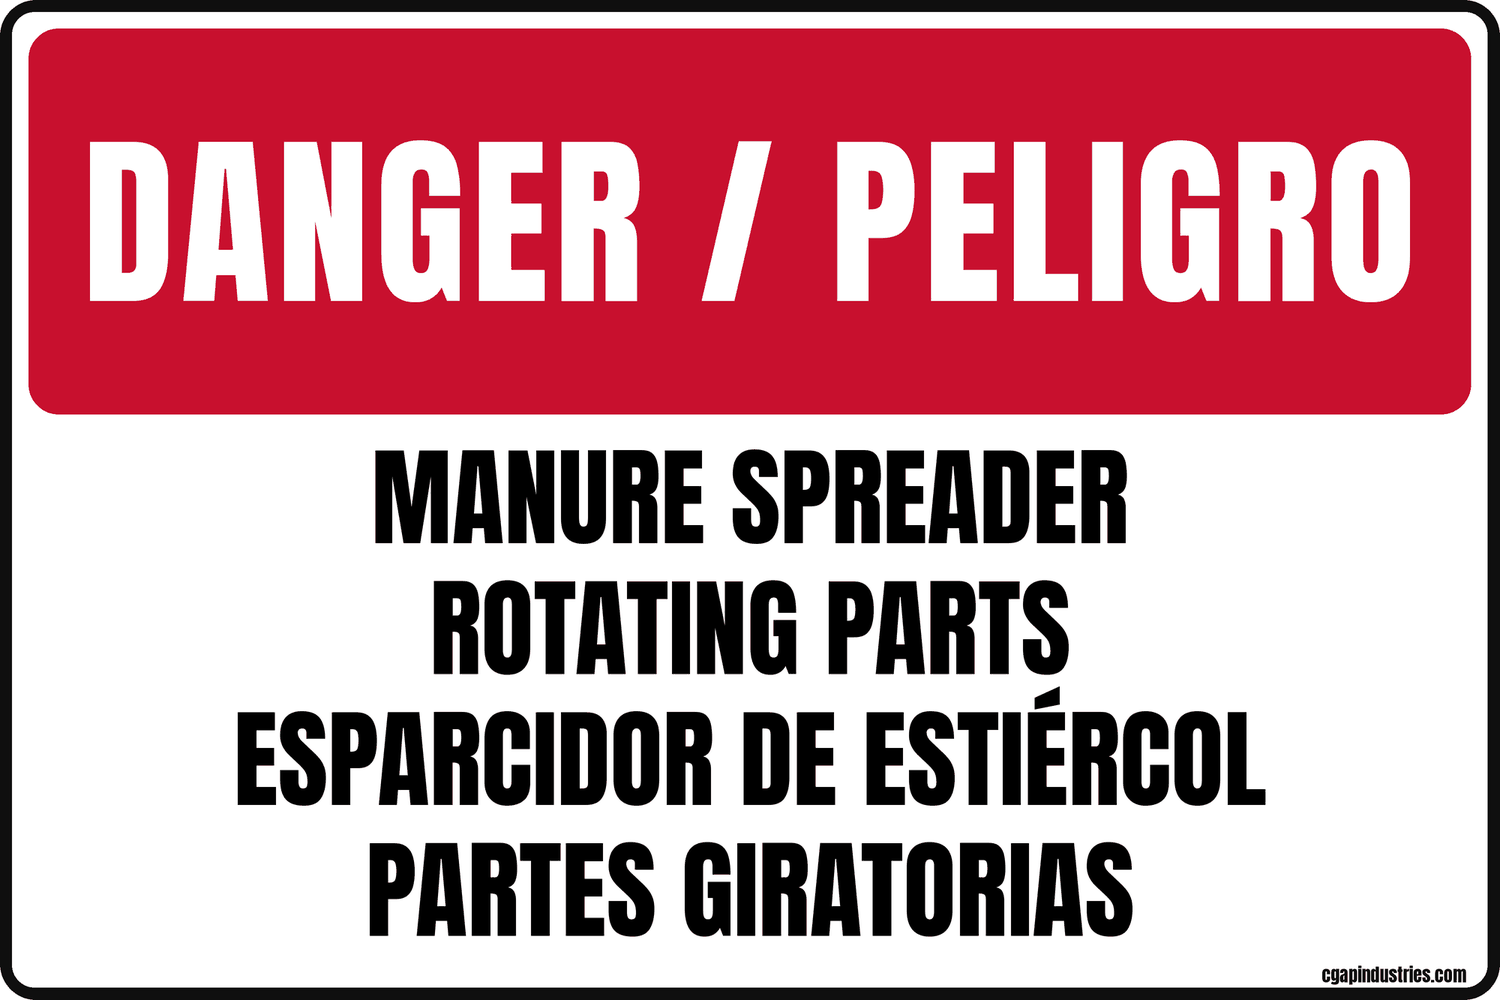 DANGER / PELIGRO
MANURE SPREADER
ROTATING PARTS
ESPARCIDOR DE ESTIÉRCOL
PARTES GIRATORIAS
cgapindustries.com